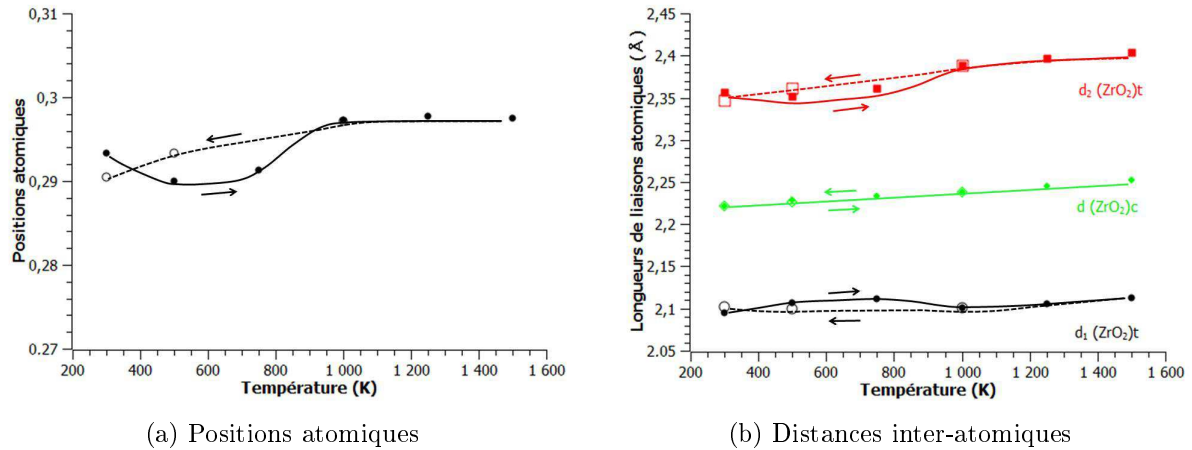 0,31
0,3
0,29
0,28
0.27
Positions atomiques
200 400 600 800 1 000 1 200 1 400 1 600
Température (K)
(a) Positions atomiques
2,45
2,4
2,35
2,3
2,25
2,2
2,15
2,1
2.05
Longueurs de liaisons atomiques (Å)
d₂ (ZrO₂)t
d (ZrO₂)c
d₁ (ZrO₂)t
200 400 600 800 1 000 1 200 1 400 1 600
Température (K)
(b) Distances inter-atomiques